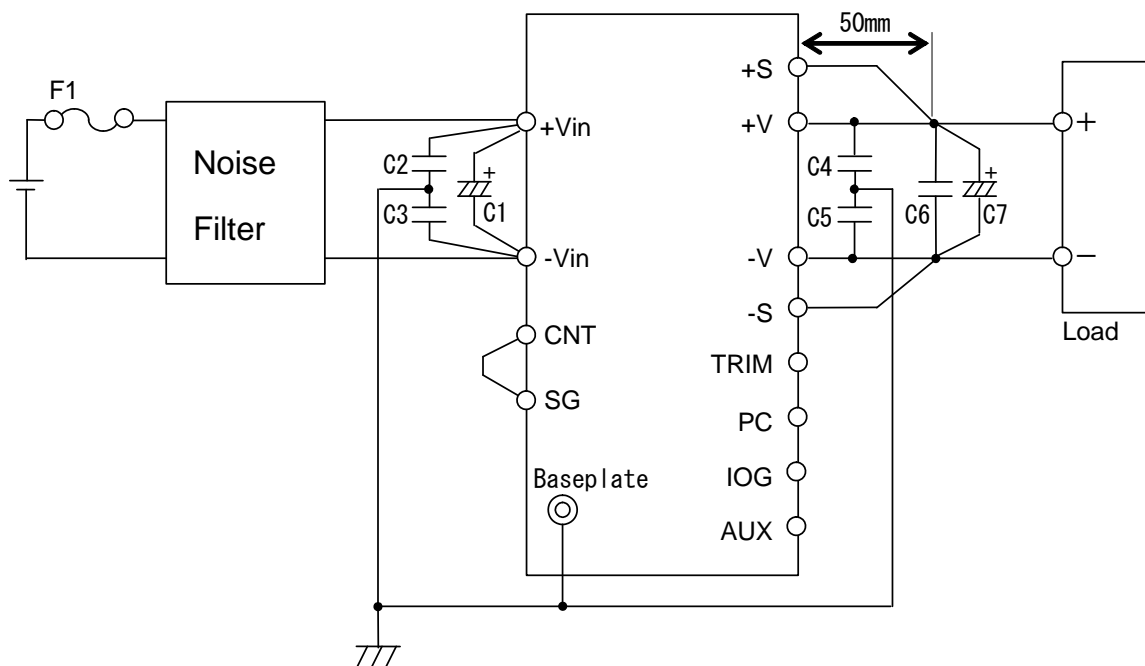 50mm
F1
Noise
Filter
+Vin
C2
C3
+
C1
-Vin
CNT
SG
Baseplate
+S
+V
C4
C5
C6
+
C7
-V
-S
TRIM
PC
IOG
AUX
+
−
Load